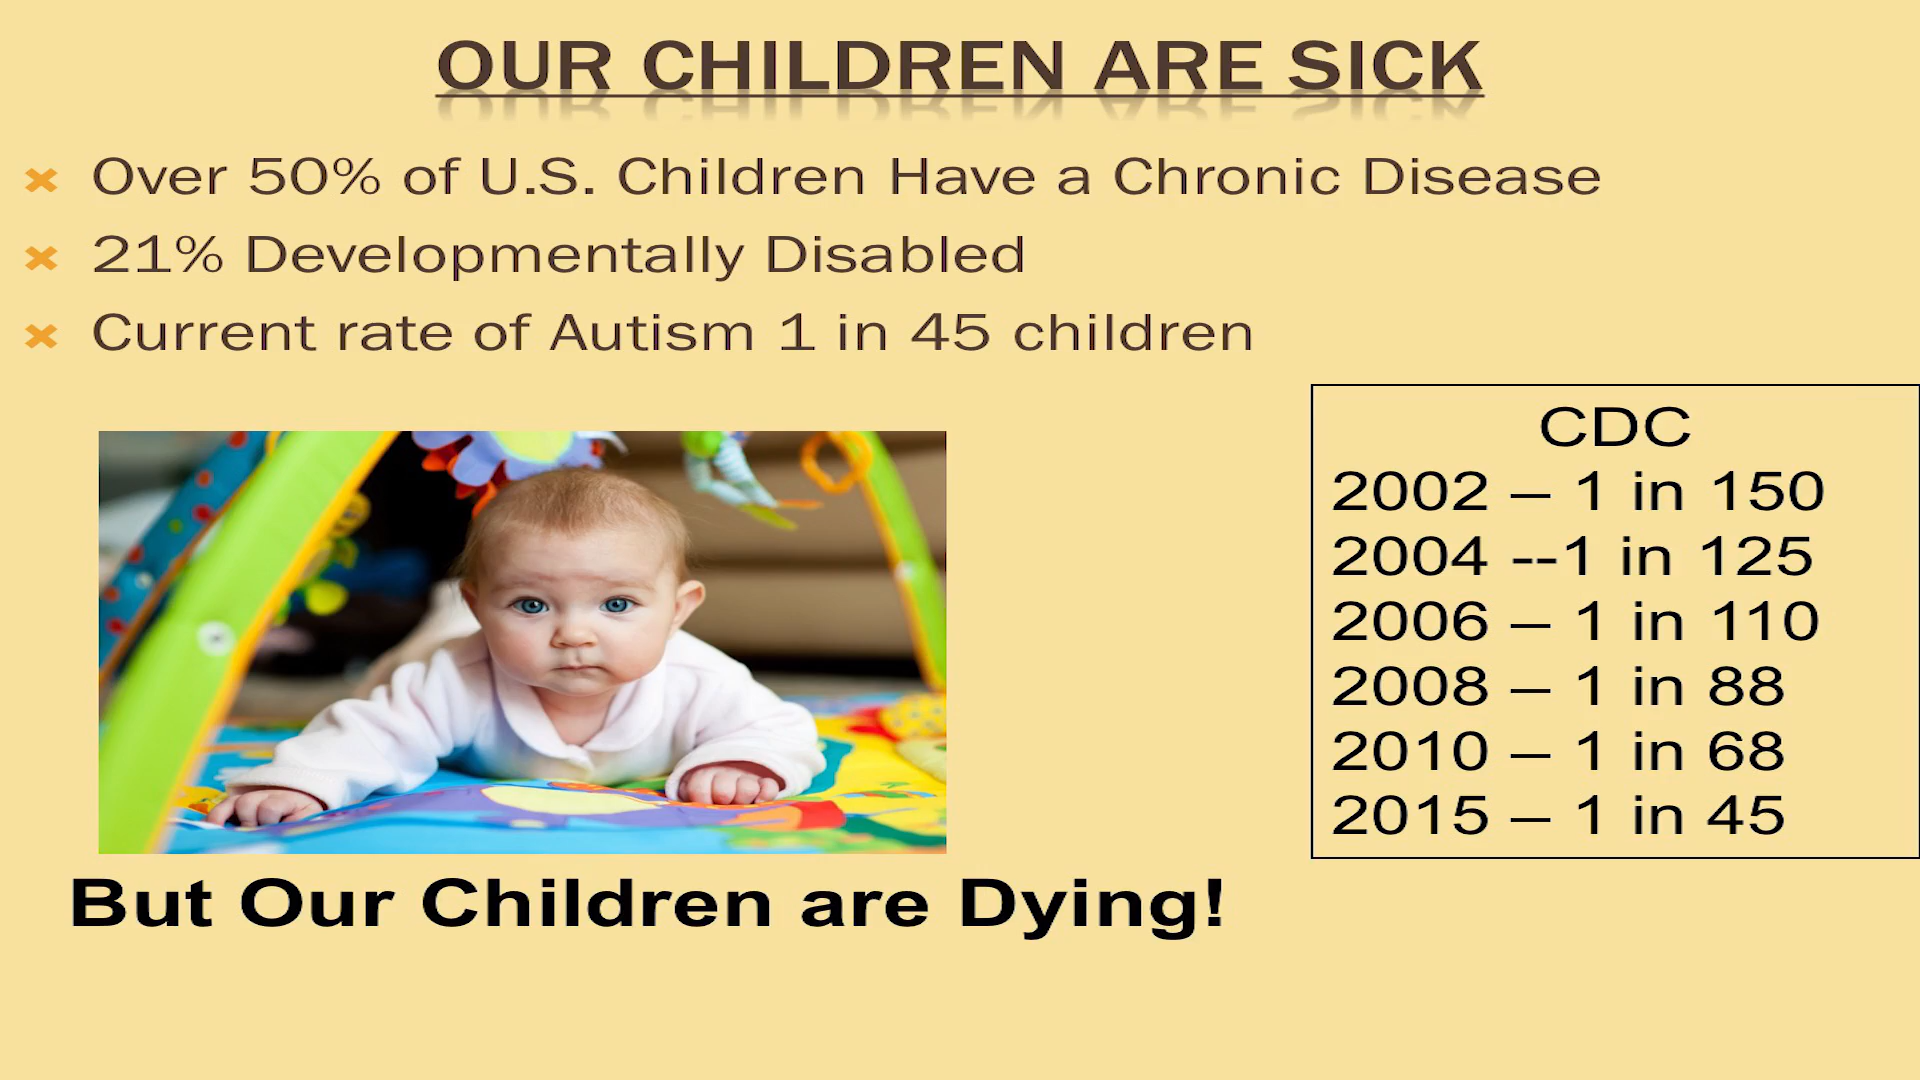 OUR CHILDREN ARE SICK
Over 50% of U.S. Children Have a Chronic Disease
21% Developmentally Disabled
Current rate of Autism 1 in 45 children
CDC
2002 – 1 in 150
2004 --1 in 125
2006 – 1 in 110
2008 – 1 in 88
2010 – 1 in 68
2015 – 1 in 45
But Our Children are Dying!